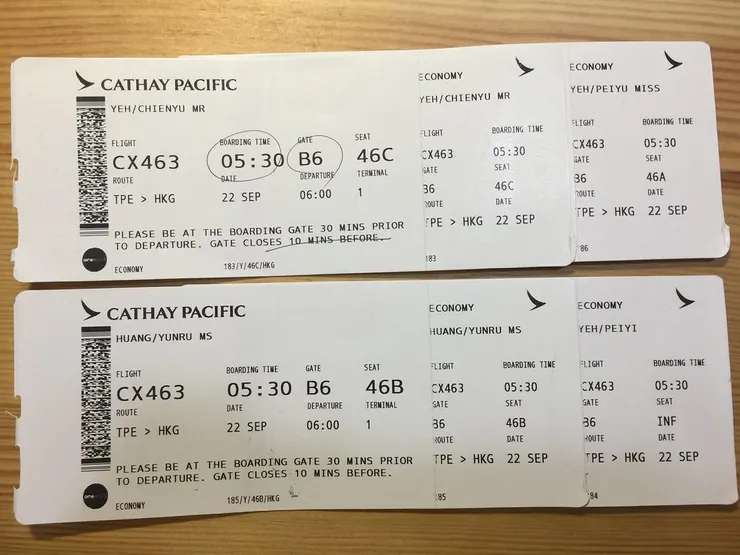 CATHAY PACIFIC
YEH/CHIENYU MR
FLIGHT BOARDING TIME GATE SEAT
CX463 05:30 B6 46C
ROUTE DATE DEPARTURE TERMINAL
TPE > HKG 22 SEP 06:00 1
PLEASE BE AT THE BOARDING GATE 30 MINS PRIOR
TO DEPARTURE. GATE CLOSES 10 MINS BEFORE.
ECONOMY 183/Y/46C/HKG
ECONOMY
YEH/CHIENYU MR
FLIGHT BOARDING TIME
CX463 05:30
GATE SEAT
B6 46C
ROUTE DATE
TPE > HKG 22 SEP
183
ECONOMY
YEH/PEIYU MISS
FLIGHT BOARDING TIME
CX463 05:30
GATE SEAT
B6 46A
ROUTE DATE
TPE > HKG 22 SEP
86
CATHAY PACIFIC
HUANG/YUNRU MS
FLIGHT BOARDING TIME GATE SEAT
CX463 05:30 B6 46B
ROUTE DATE DEPARTURE TERMINAL
TPE > HKG 22 SEP 06:00 1
PLEASE BE AT THE BOARDING GATE 30 MINS PRIOR
TO DEPARTURE. GATE CLOSES 10 MINS BEFORE.
ECONOMY 185/Y/46B/HKG
ECONOMY
HUANG/YUNRU MS
FLIGHT BOARDING TIME
CX463 05:30
GATE SEAT
B6 46B
ROUTE DATE
TPE > HKG 22 SEP
85
ECONOMY
YEH/PEIYI
FLIGHT BOARDING TIME
CX463 05:30
GATE SEAT
B6 INF
ROUTE DATE
TPE > HKG 22 SEP
84